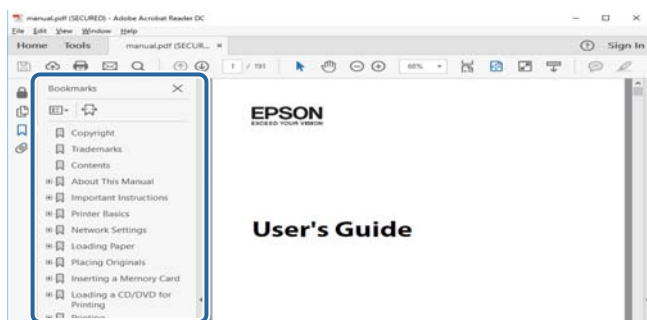 manual.pdf (SECURED) - Adobe Acrobat Reader DC
File Edit View Window Help
Home Tools manual.pdf (SECUR... × Sign In
1 / 191 68%
Bookmarks
Copyright
Trademarks
Contents
About This Manual
Important Instructions
Printer Basics
Network Settings
Loading Paper
Placing Originals
Inserting a Memory Card
Loading a CD/DVD for
Printing
Printing
EPSON
EXCEED YOUR VISION
User's Guide